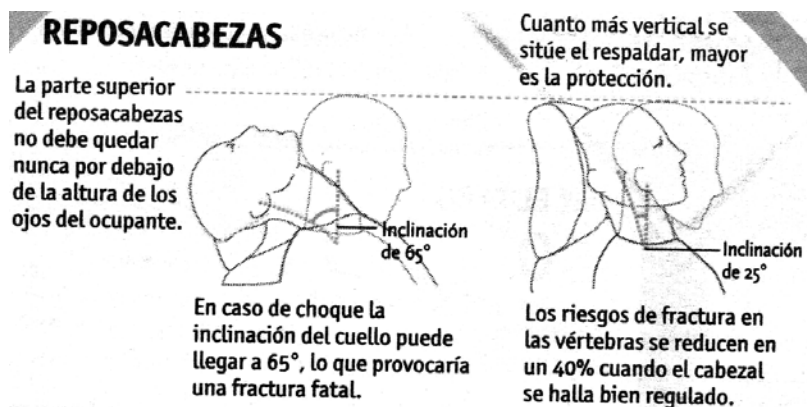 REPOSACABEZAS
La parte superior
del reposacabezas
no debe quedar
nunca por debajo
de la altura de los
ojos del ocupante.
Inclinación
de 65°
En caso de choque la
inclinación del cuello puede
llegar a 65°, lo que provocaría
una fractura fatal.
Cuanto más vertical se
sitúe el respaldar, mayor
es la protección.
Inclinación
de 25°
Los riesgos de fractura en
las vértebras se reducen en
un 40% cuando el cabezal
se halla bien regulado.